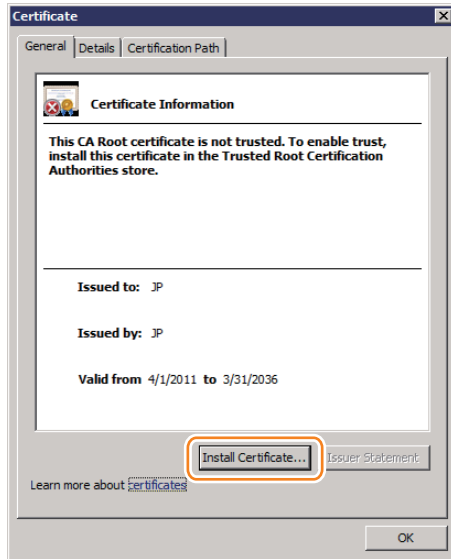 Certificate
General Details Certification Path
Certificate Information
This CA Root certificate is not trusted. To enable trust,
install this certificate in the Trusted Root Certification
Authorities store.
Issued to: JP
Issued by: JP
Valid from 4/1/2011 to 3/31/2036
Install Certificate... Issuer Statement
Learn more about certificates
OK